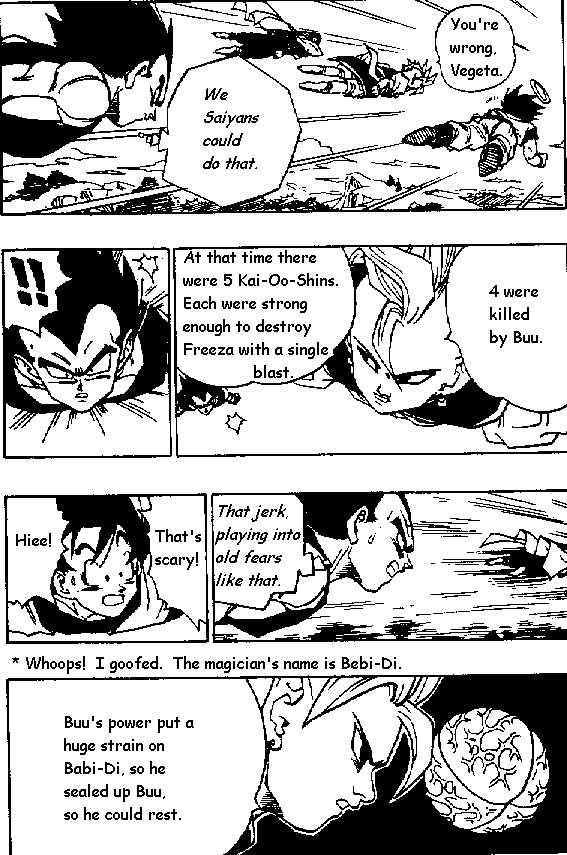 We
Saiyans
could
do that.
You're
wrong,
Vegeta.
!!
At that time there
were 5 Kai-Oo-Shins.
Each were strong
enough to destroy
Freeza with a single
blast.
4 were
killed
by Buu.
Hiee!
That's
scary!
That jerk,
playing into
old fears
like that.
* Whoops! I goofed. The magician's name is Bebi-Di.
Buu's power put a
huge strain on
Babi-Di, so he
sealed up Buu,
so he could rest.